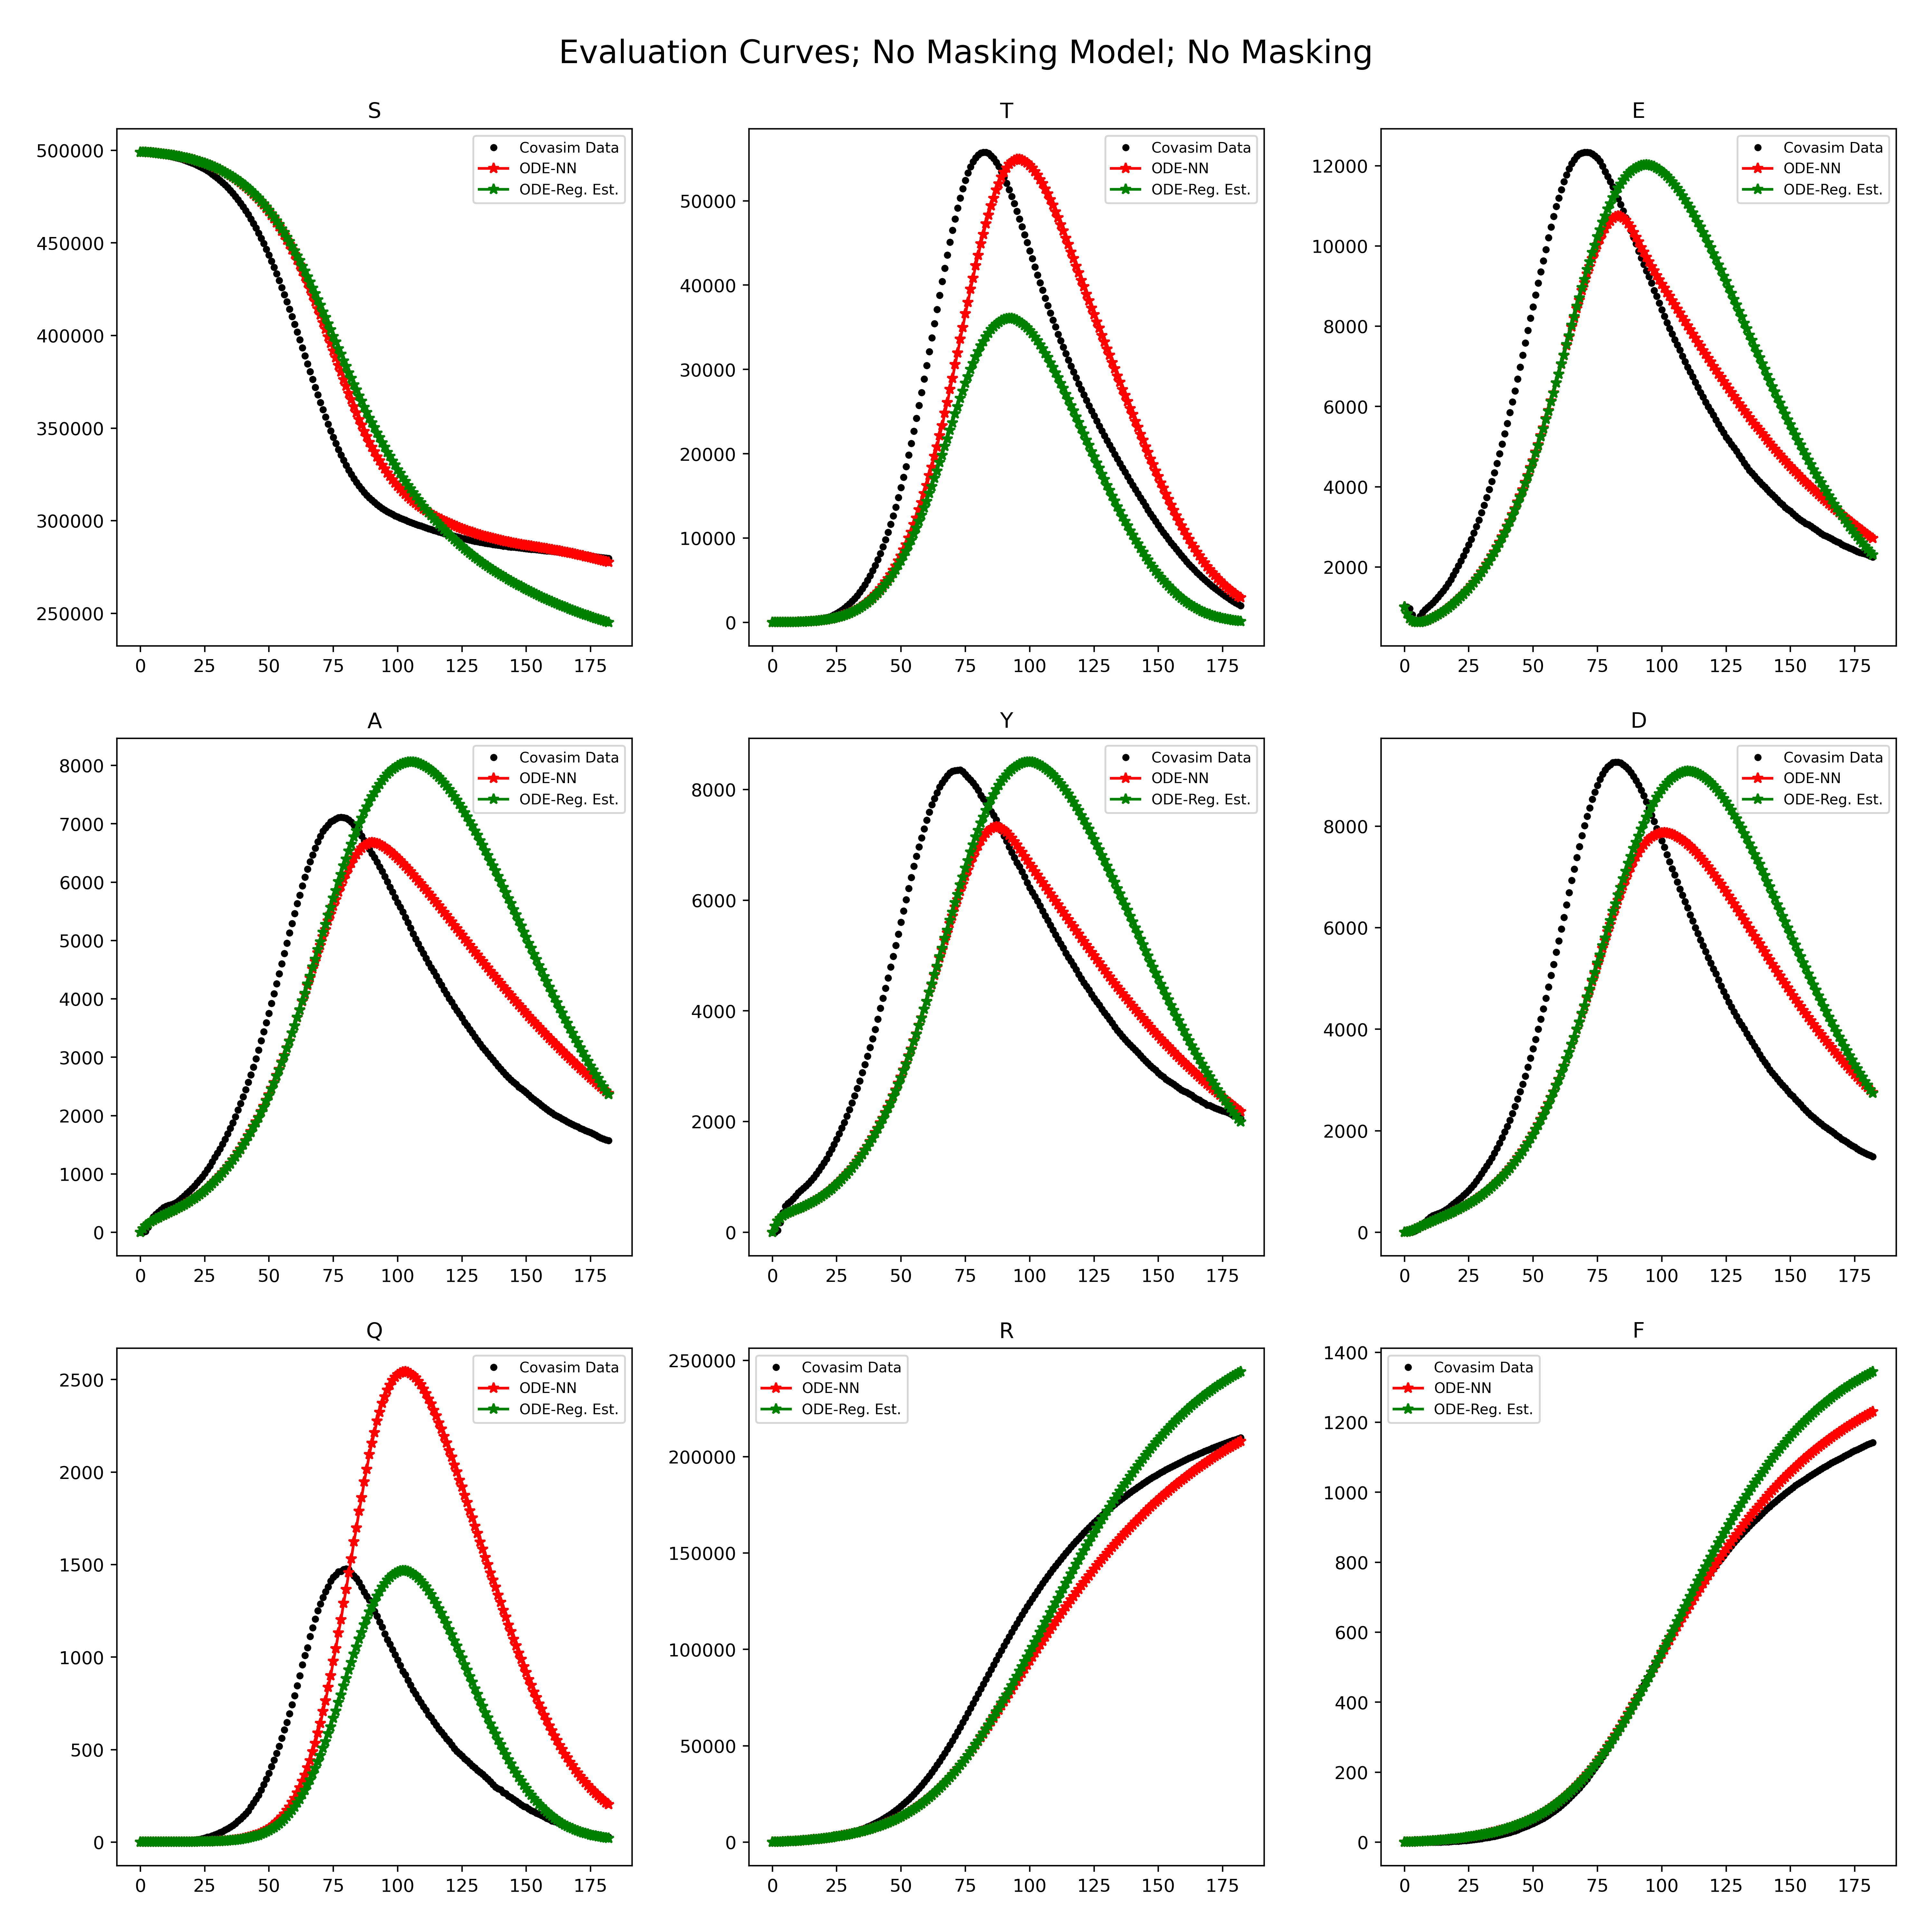 Evaluation Curves; No Masking Model; No Masking
S
500000
450000
400000
350000
300000
250000
0 25 50 75 100 125 150 175
Covasim Data
ODE-NN
ODE-Reg. Est.
T
50000
40000
30000
20000
10000
0
0 25 50 75 100 125 150 175
Covasim Data
ODE-NN
ODE-Reg. Est.
E
12000
10000
8000
6000
4000
2000
0 25 50 75 100 125 150 175
Covasim Data
ODE-NN
ODE-Reg. Est.
A
8000
7000
6000
5000
4000
3000
2000
1000
0
0 25 50 75 100 125 150 175
Covasim Data
ODE-NN
ODE-Reg. Est.
Y
8000
6000
4000
2000
0
0 25 50 75 100 125 150 175
Covasim Data
ODE-NN
ODE-Reg. Est.
D
8000
6000
4000
2000
0
0 25 50 75 100 125 150 175
Covasim Data
ODE-NN
ODE-Reg. Est.
Q
2500
2000
1500
1000
500
0
0 25 50 75 100 125 150 175
Covasim Data
ODE-NN
ODE-Reg. Est.
R
250000
200000
150000
100000
50000
0
0 25 50 75 100 125 150 175
Covasim Data
ODE-NN
ODE-Reg. Est.
F
1400
1200
1000
800
600
400
200
0
0 25 50 75 100 125 150 175
Covasim Data
ODE-NN
ODE-Reg. Est.